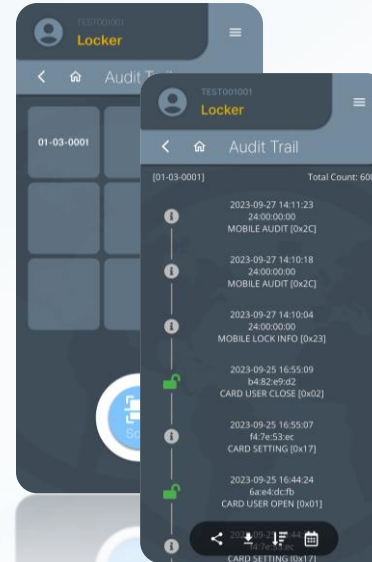 TEST001001
Locker
Audit
01-03-0001
TEST001001
Locker
Audit Trail
[01-03-0001]
Total Count: 600
2023-09-27 14:11:23
24:00:00:00
MOBILE AUDIT [0x2C]
2023-09-27 14:10:18
24:00:00:00
MOBILE AUDIT [0x2C]
2023-09-27 14:10:04
24:00:00:00
MOBILE LOCK INFO [0x23]
2023-09-25 16:55:09
b4:82:e9:d2
CARD USER CLOSE [0x02]
2023-09-25 16:55:07
f4:7e:53:ec
CARD SETTING [0x17]
2023-09-25 16:44:24
6a:e4:dc:fb
CARD USER OPEN [0x01]
CARD SETTING [0x17]